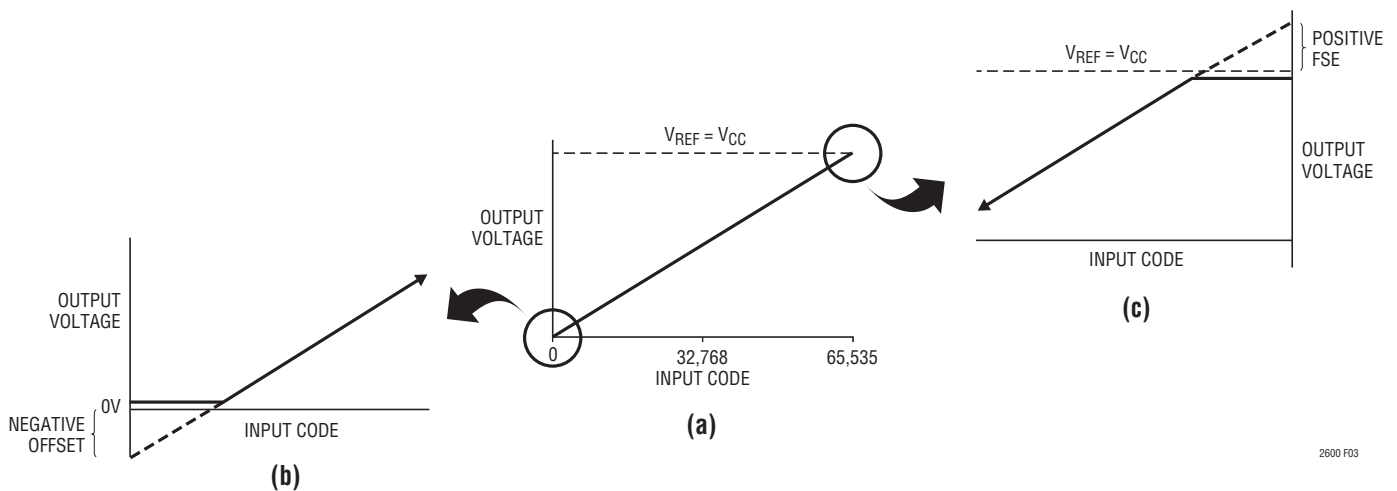 V_REF = V_CC
OUTPUT
VOLTAGE
0
32,768
65,535
INPUT CODE
(a)
OUTPUT
VOLTAGE
0V
NEGATIVE
OFFSET
INPUT CODE
(b)
V_REF = V_CC
POSITIVE
FSE
OUTPUT
VOLTAGE
INPUT CODE
(c)
2600 F03